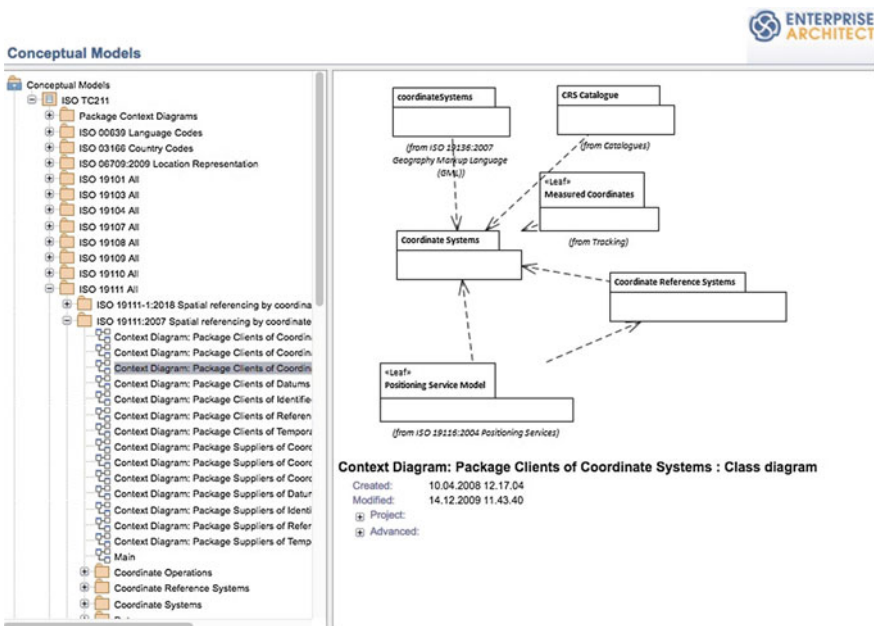 ENTERPRISE
ARCHITECT
Conceptual Models
Conceptual Models
ISO TC211
Package Context Diagrams
ISO 00639 Language Codes
ISO 03166 Country Codes
ISO 06709:2009 Location Representation
ISO 19101 All
ISO 19103 All
ISO 19104 All
ISO 19107 All
ISO 19108 All
ISO 19109 All
ISO 19110 All
ISO 19111 All
ISO 19111-1:2018 Spatial referencing by coordina
ISO 19111:2007 Spatial referencing by coordinate
Context Diagram: Package Clients of Coordin
Context Diagram: Package Clients of Coordin
Context Diagram: Package Clients of Coordin
Context Diagram: Package Clients of Datums
Context Diagram: Package Clients of Identifie
Context Diagram: Package Clients of Referen
Context Diagram: Package Clients of Tempora
Context Diagram: Package Suppliers of Coord
Context Diagram: Package Suppliers of Coord
Context Diagram: Package Suppliers of Coord
Context Diagram: Package Suppliers of Datur
Context Diagram: Package Suppliers of Identi
Context Diagram: Package Suppliers of Refer
Context Diagram: Package Suppliers of Temp
Main
Coordinate Operations
Coordinate Reference Systems
Coordinate Systems
coordinateSystems
(from ISO 19136:2007
Geography Markup Language
(GML))
CRS Catalogue
(from Catalogues)
«Leaf»
Measured Coordinates
(from Tracking)
Coordinate Systems
Coordinate Reference Systems
«Leaf»
Positioning Service Model
(from ISO 19116:2004 Positioning Services)
Context Diagram: Package Clients of Coordinate Systems : Class diagram
Created: 10.04.2008 12.17.04
Modified: 14.12.2009 11.43.40
Project:
Advanced: